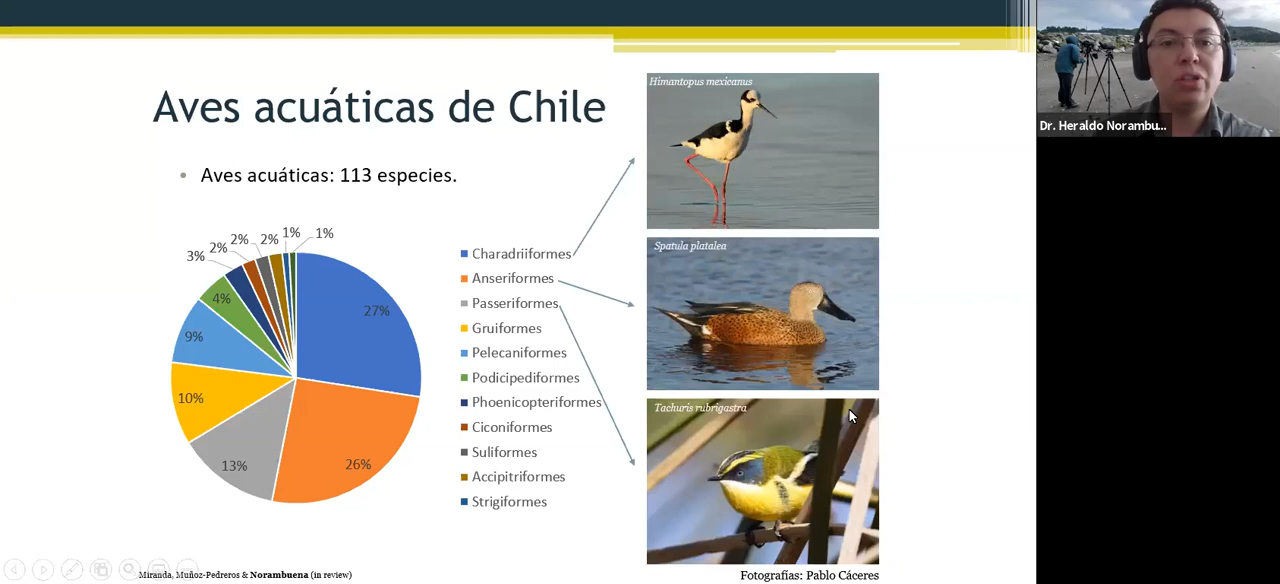 Aves acuáticas de Chile
• Aves acuáticas: 113 especies.
1%
1%
2%
2%
2%
3%
4%
9%
10%
13%
26%
27%
Charadriiformes
Anseriformes
Passeriformes
Gruiformes
Pelecaniformes
Podicipediformes
Phoenicopteriformes
Ciconiformes
Suliformes
Accipitriformes
Strigiformes
Himantopus mexicanus
Spatula platalea
Tachuris rubrigastra
Miranda, Muñoz-Pedreros & Norambuena (in review)
Fotografías: Pablo Cáceres
Dr. Heraldo Norambu...